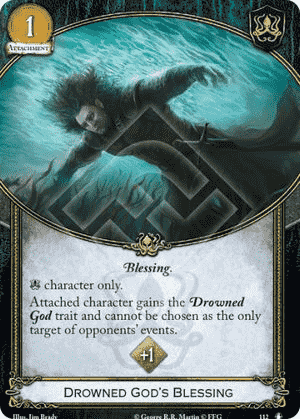 1
ATTACHMENT
Blessing.
character only.
Attached character gains the Drowned
God trait and cannot be chosen as the only
target of opponents' events.
+1
DROWNED GOD'S BLESSING
Illus. Jim Brady
© George R.R. Martin © FFG
112